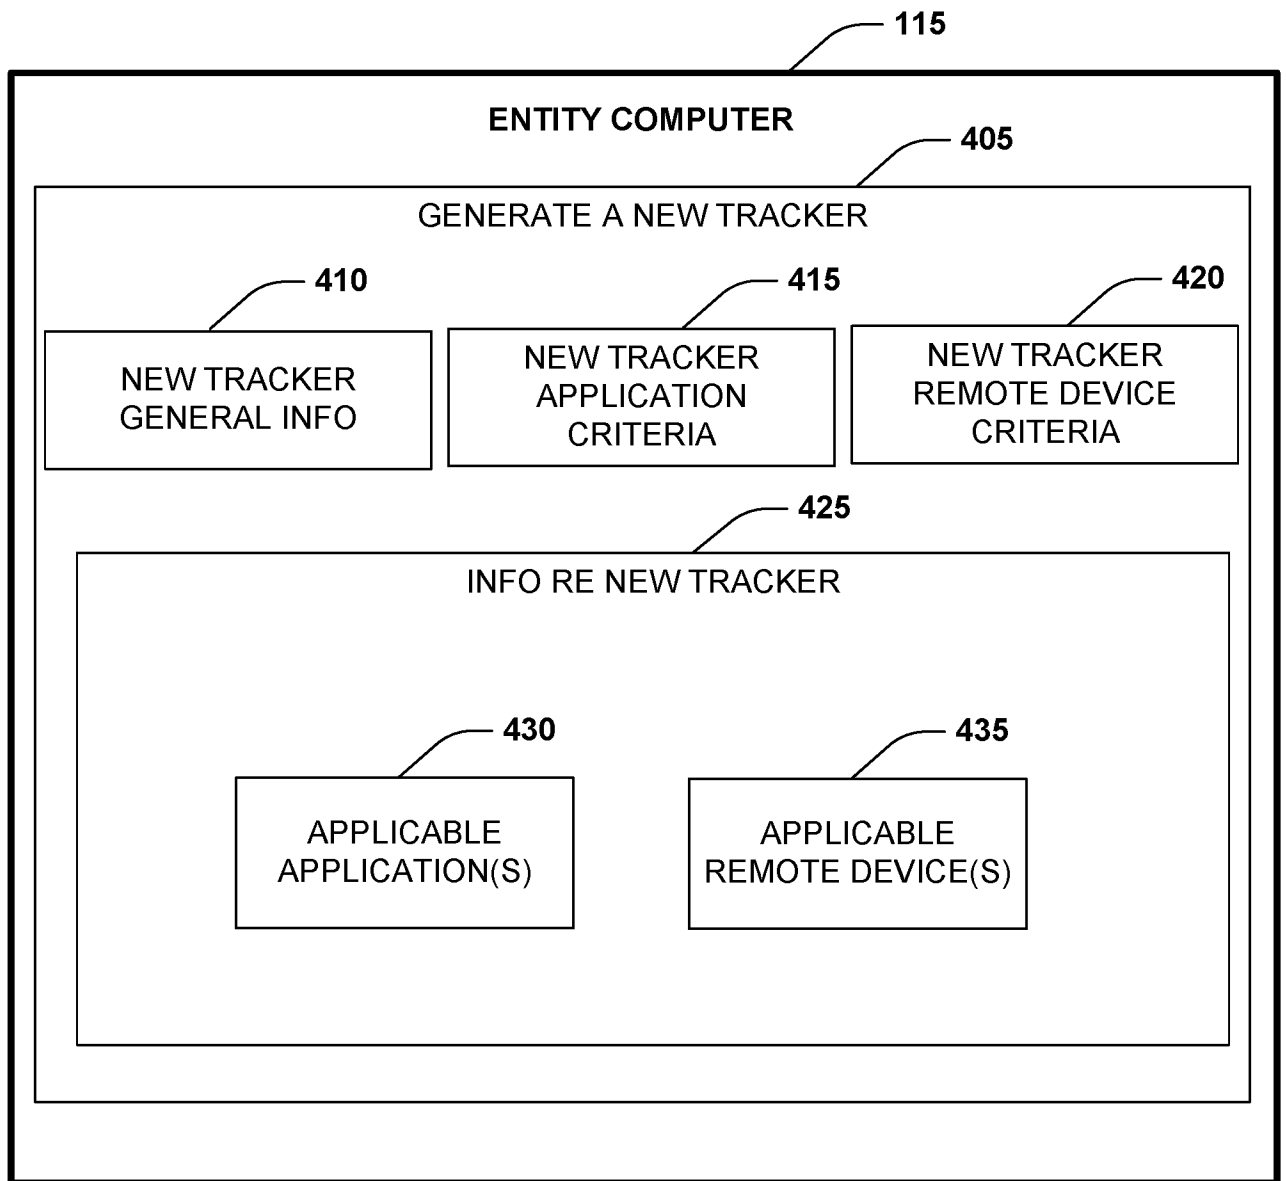 115
ENTITY COMPUTER
405
GENERATE A NEW TRACKER
410
415
420
NEW TRACKER
GENERAL INFO
NEW TRACKER
APPLICATION
CRITERIA
NEW TRACKER
REMOTE DEVICE
CRITERIA
425
INFO RE NEW TRACKER
430
435
APPLICABLE
APPLICATION(S)
APPLICABLE
REMOTE DEVICE(S)